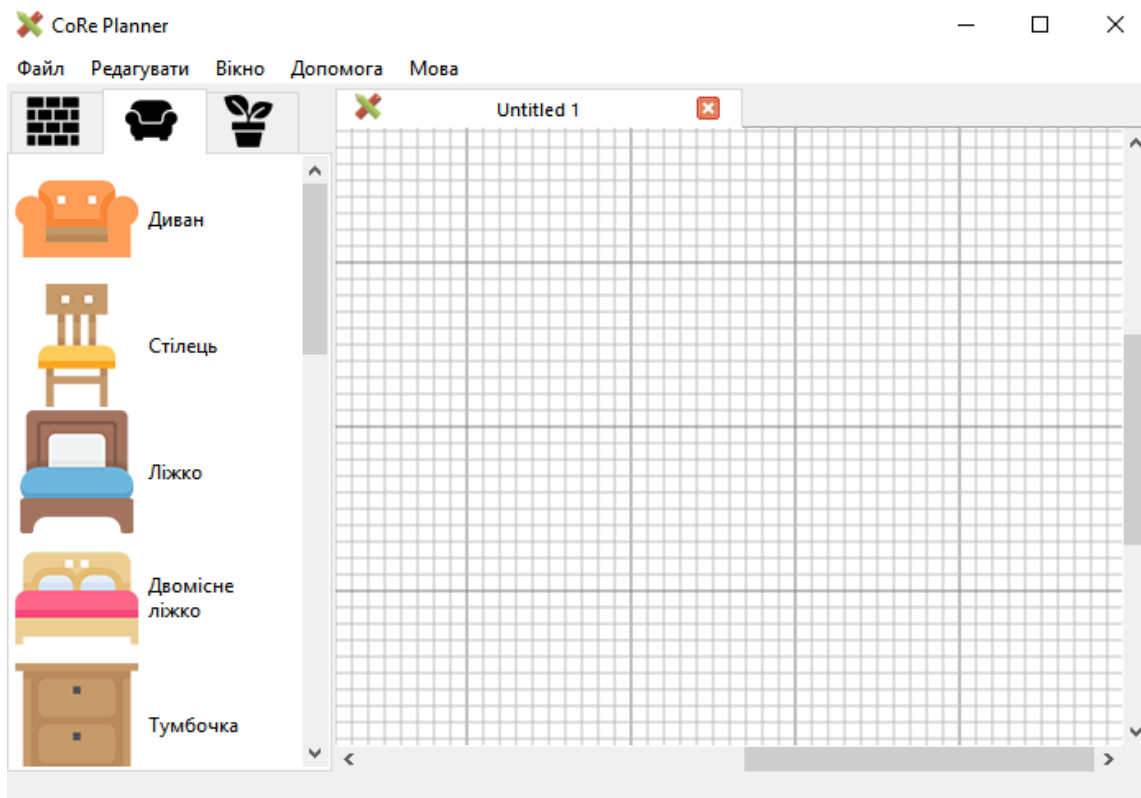 CoRe Planner
Файл Редагувати Вікно Допомога Мова
Untitled 1
Диван
Стілець
Ліжко
Двомісне
ліжко
Тумбочка